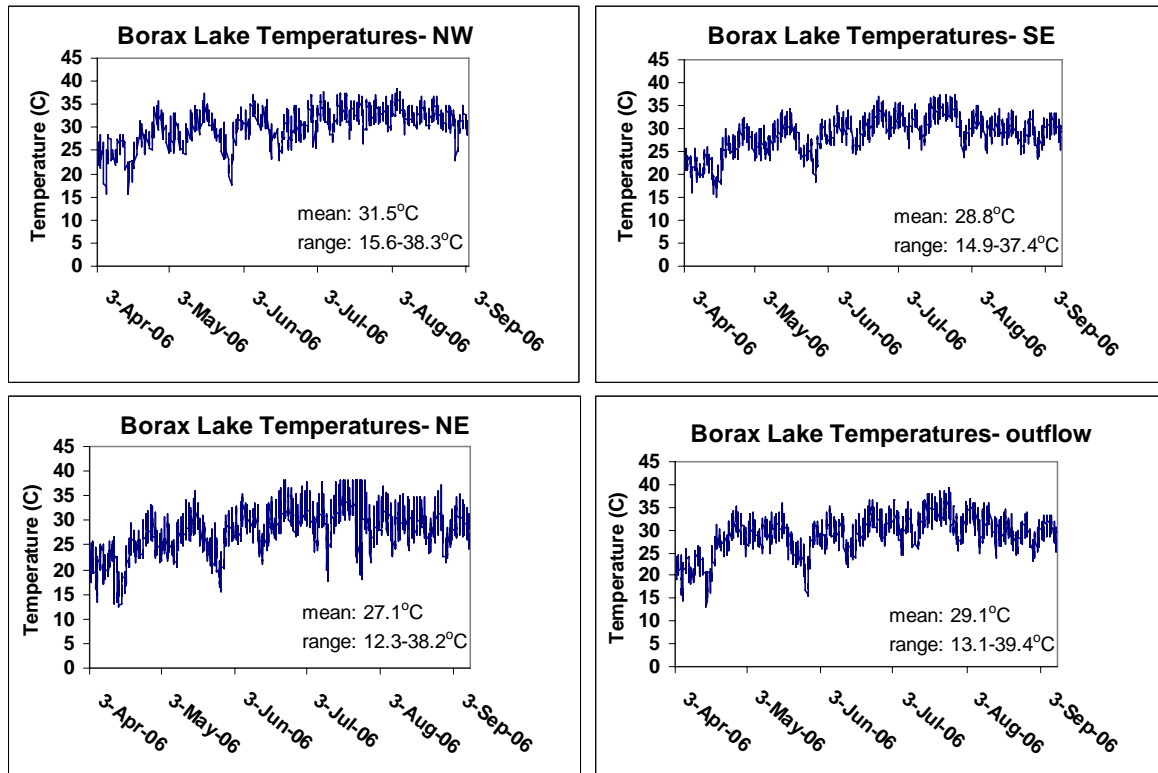 Borax Lake Temperatures- NW
Temperature (C)
45
40
35
30
25
20
15
10
5
0
mean: 31.5°C
range: 15.6-38.3°C
3-Apr-06
3-May-06
3-Jun-06
3-Jul-06
3-Aug-06
3-Sep-06
Borax Lake Temperatures- SE
Temperature (C)
45
40
35
30
25
20
15
10
5
0
mean: 28.8°C
range: 14.9-37.4°C
3-Apr-06
3-May-06
3-Jun-06
3-Jul-06
3-Aug-06
3-Sep-06
Borax Lake Temperatures- NE
Temperature (C)
45
40
35
30
25
20
15
10
5
0
mean: 27.1°C
range: 12.3-38.2°C
3-Apr-06
3-May-06
3-Jun-06
3-Jul-06
3-Aug-06
3-Sep-06
Borax Lake Temperatures- outflow
Temperature (C)
45
40
35
30
25
20
15
10
5
0
mean: 29.1°C
range: 13.1-39.4°C
3-Apr-06
3-May-06
3-Jun-06
3-Jul-06
3-Aug-06
3-Sep-06